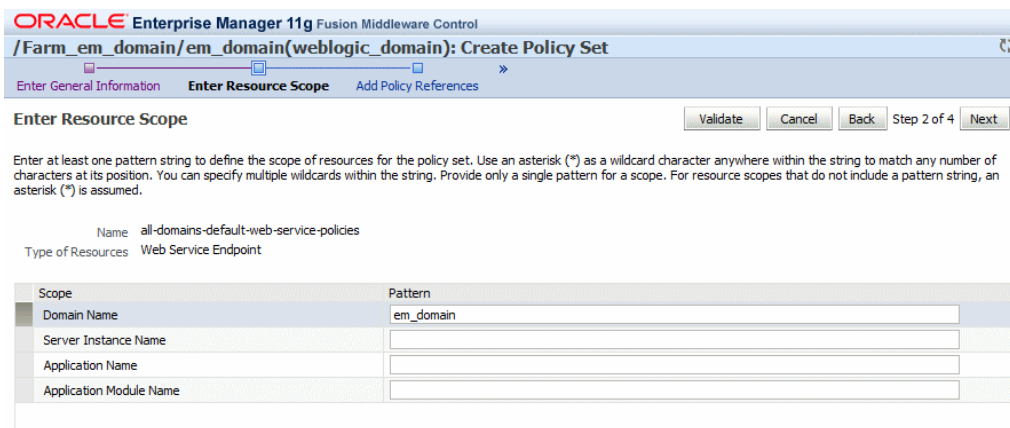 ORACLE Enterprise Manager 11g Fusion Middleware Control
/Farm_em_domain/em_domain(weblogic_domain): Create Policy Set
»
Enter General Information Enter Resource Scope Add Policy References
Enter Resource Scope Validate Cancel Back Step 2 of 4 Next
Enter at least one pattern string to define the scope of resources for the policy set. Use an asterisk (*) as a wildcard character anywhere within the string to match any number of
characters at its position. You can specify multiple wildcards within the string. Provide only a single pattern for a scope. For resource scopes that do not include a pattern string, an
asterisk (*) is assumed.
Name all-domains-default-web-service-policies
Type of Resources Web Service Endpoint
Scope Pattern
Domain Name em_domain
Server Instance Name
Application Name
Application Module Name